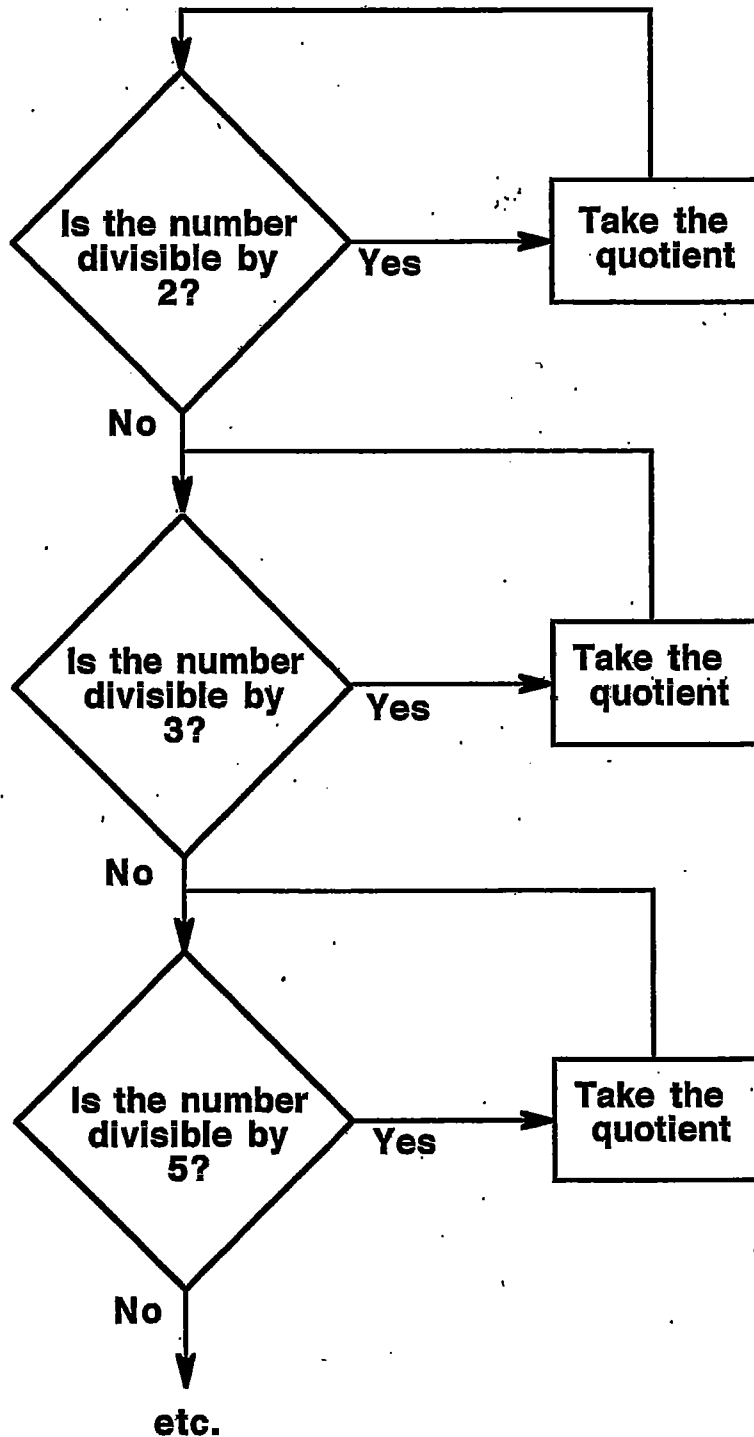 Is the number
divisible by
2?
Yes
Take the
quotient
No
Is the number
divisible by
3?
Yes
Take the
quotient
No
Is the number
divisible by
5?
Yes
Take the
quotient
No
etc.